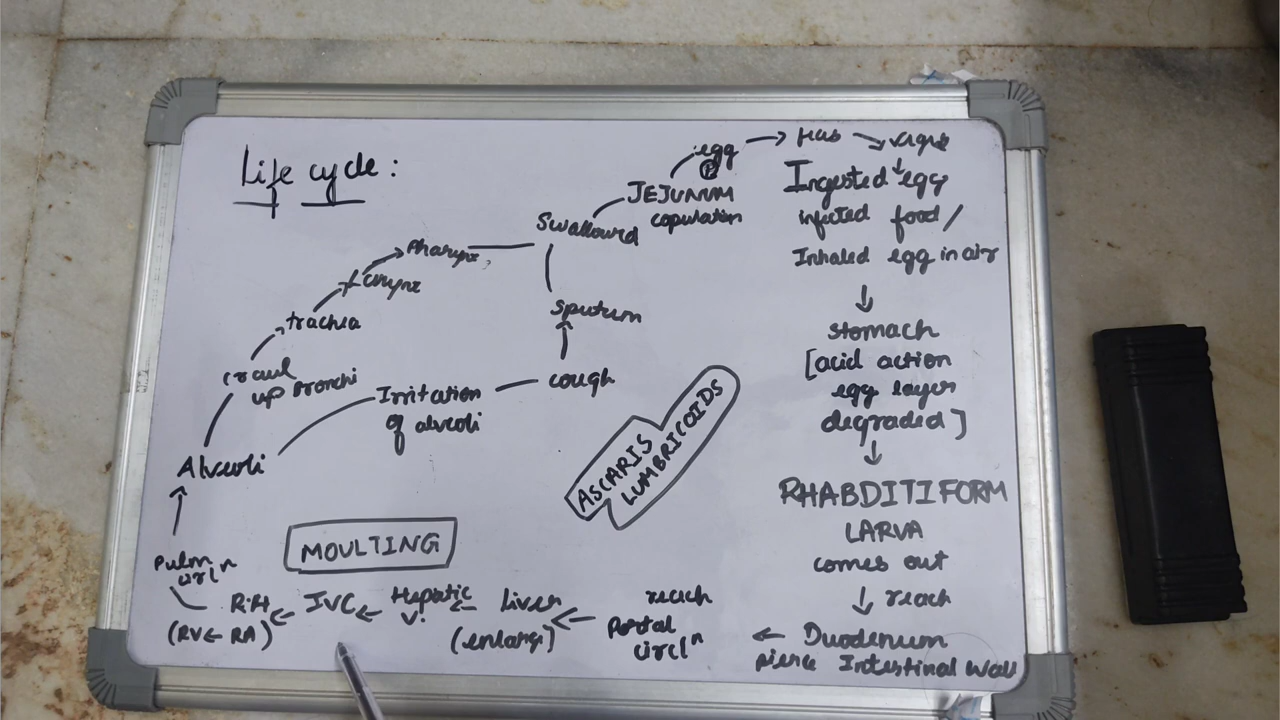 Life cycle :
egg → Hus → veges
(P)
JEJUNUM
copulation
Swallowed
Pharynx
Larynx
trachea
crawl
up Bronchi
Alveoli
Irritation
of alveoli
cough
Sputum
Ingested egg
infected food /
Inhaled egg in air
↓
stomach
[acid action
egg layer
degraded]
↓
RHABDITIFORM
LARVA
comes out
↓ reach
← Duodenum
pierce Intestinal wall
reach
← Portal
circlⁿ
Liver
(enlarge)
← Hepatic
v.
← IVC
← R.H
(RV ← RA)
Pulm
circlⁿ
MOULTING
ASCARIS
LUMBRICOIDS